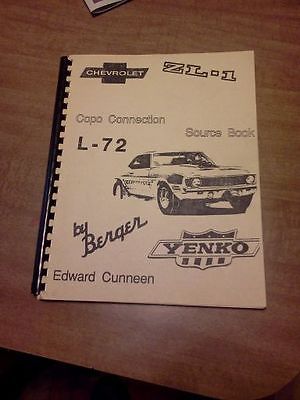 CHEVROLET
ZL-1
Copo Connection
Source Book
L-72
by Berger
YENKO
Edward Cunneen